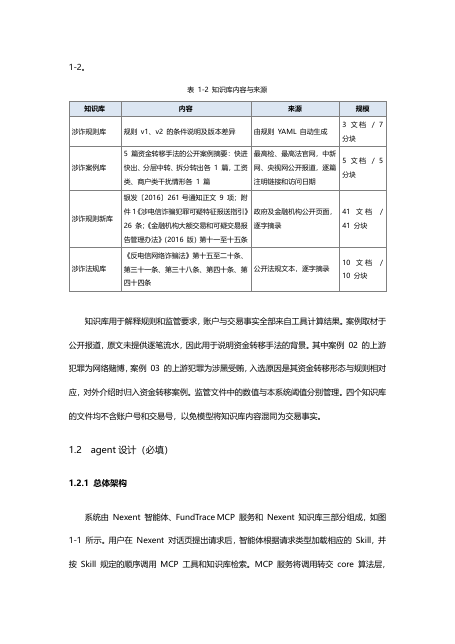 1-2。
表 1-2 知识库内容与来源
知识库 内容 来源 规模
涉诈规则库 规则 v1、v2 的条件说明及版本差异 由规则 YAML 自动生成 3 文档 / 7
分块
涉诈案例库 5 篇资金转移手法的公开案例摘要：快进
快出、分层中转、拆分转出各 1 篇，工资
类、商户类干扰情形各 1 篇 最高检、最高法官网，中新
网、央视网公开报道，逐篇
注明链接和访问日期 5 文档 / 5
分块
涉诈规则新库 银发〔2016〕261 号通知正文 9 项；附
件 1《涉电信诈骗犯罪可疑特征报送指引》
26 条；《金融机构大额交易和可疑交易报
告管理办法》(2016 版) 第十一至十五条 政府及金融机构公开页面，
逐字摘录 41 文档 /
41 分块
涉诈法规库 《反电信网络诈骗法》第十五至二十条、
第三十一条、第三十八条、第四十条、第
四十四条 公开法规文本，逐字摘录 10 文档 /
10 分块
知识库用于解释规则和监管要求，账户与交易事实全部来自工具计算结果。案例取材于
公开报道，原文未提供逐笔流水，因此用于说明资金转移手法的背景。其中案例 02 的上游
犯罪为网络赌博，案例 03 的上游犯罪为涉黑受贿，入选原因是其资金转移形态与规则相对
应，对外介绍时归入资金转移案例。监管文件中的数值与本系统阈值分别管理。四个知识库
的文件均不含账户号和交易号，以免模型将知识库内容混同为交易事实。
1.2 agent 设计（必填）
1.2.1 总体架构
系统由 Nexent 智能体、FundTrace MCP 服务和 Nexent 知识库三部分组成，如图
1-1 所示。用户在 Nexent 对话页提出请求后，智能体根据请求类型加载相应的 Skill，并
按 Skill 规定的顺序调用 MCP 工具和知识库检索。MCP 服务将调用转交 core 算法层，